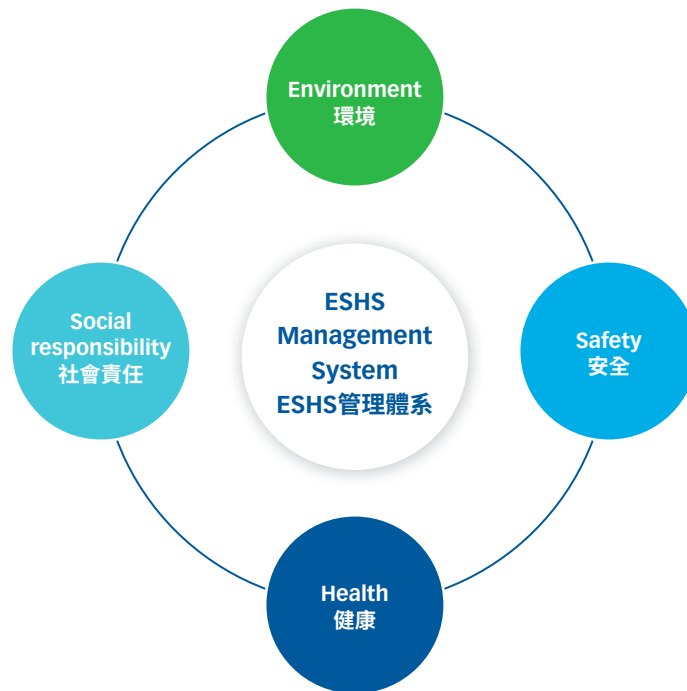 Environment
環境
Social
responsibility
社會責任
ESHS
Management
System
ESHS管理體系
Safety
安全
Health
健康